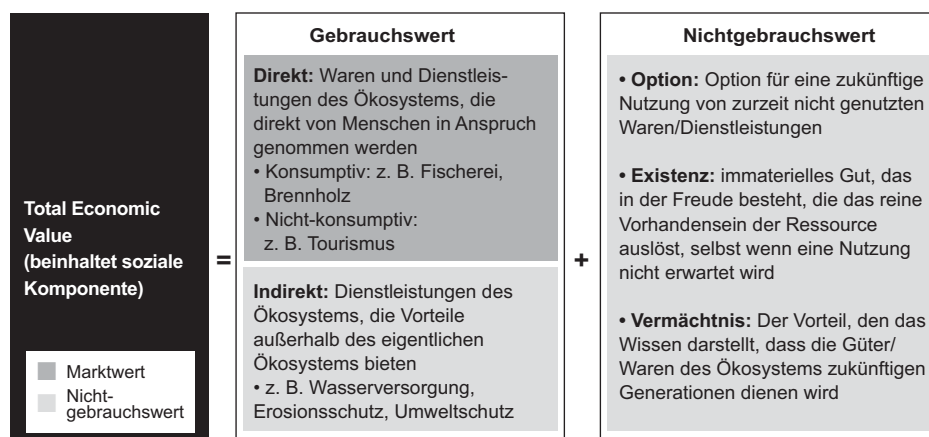 Total Economic
Value
(beinhaltet soziale
Komponente)
Marktwert
Nicht-
gebrauchswert
=
Gebrauchswert
Direkt: Waren und Dienstleis-
tungen des Ökosystems, die
direkt von Menschen in Anspruch
genommen werden
• Konsumptiv: z. B. Fischerei,
Brennholz
• Nicht-konsumptiv:
z. B. Tourismus
Indirekt: Dienstleistungen des
Ökosystems, die Vorteile
außerhalb des eigentlichen
Ökosystems bieten
• z. B. Wasserversorgung,
Erosionsschutz, Umweltschutz
+
Nichtgebrauchswert
• Option: Option für eine zukünftige
Nutzung von zurzeit nicht genutzten
Waren/Dienstleistungen
• Existenz: immaterielles Gut, das
in der Freude besteht, die das reine
Vorhandensein der Ressource
auslöst, selbst wenn eine Nutzung
nicht erwartet wird
• Vermächtnis: Der Vorteil, den das
Wissen darstellt, dass die Güter/
Waren des Ökosystems zukünftigen
Generationen dienen wird